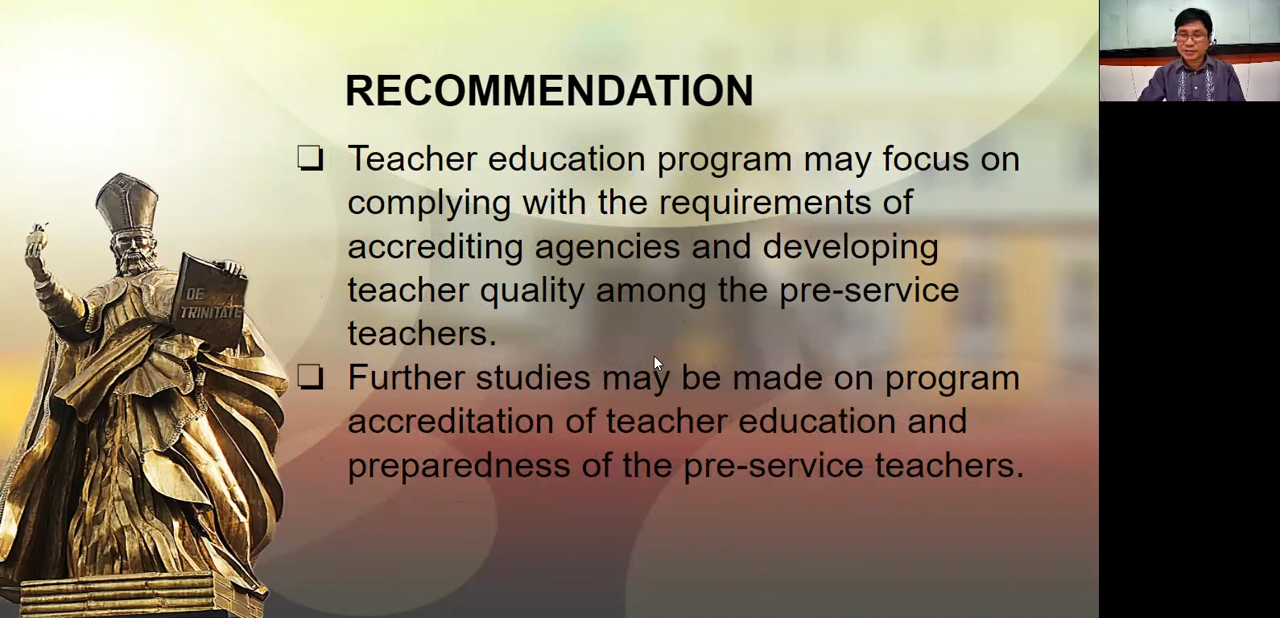 RECOMMENDATION
❏ Teacher education program may focus on
complying with the requirements of
accrediting agencies and developing
teacher quality among the pre-service
teachers.
❏ Further studies may be made on program
accreditation of teacher education and
preparedness of the pre-service teachers.
DE
TRINITATE